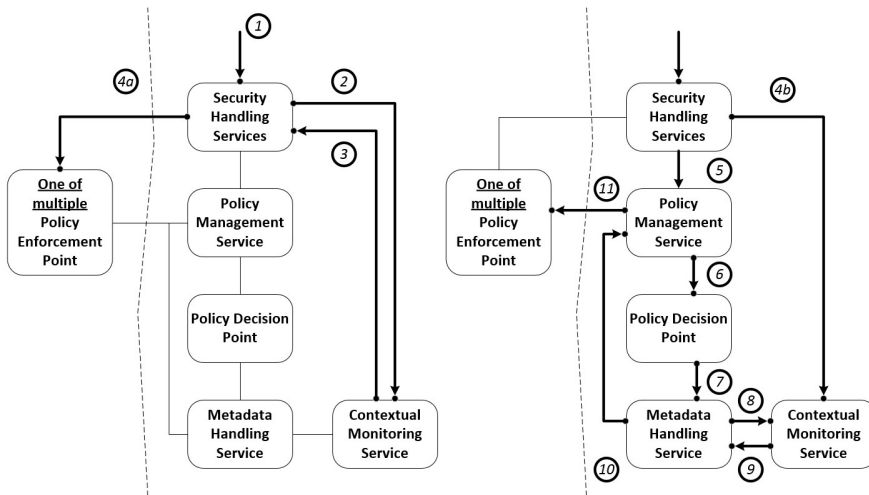 1
4a
2
Security
Handling
Services
3
One of
multiple
Policy
Enforcement
Point
Policy
Management
Service
Policy Decision
Point
Metadata
Handling
Service
Contextual
Monitoring
Service
4b
Security
Handling
Services
5
One of
multiple
Policy
Enforcement
Point
11
Policy
Management
Service
6
Policy Decision
Point
7
8
Metadata
Handling
Service
Contextual
Monitoring
Service
10
9